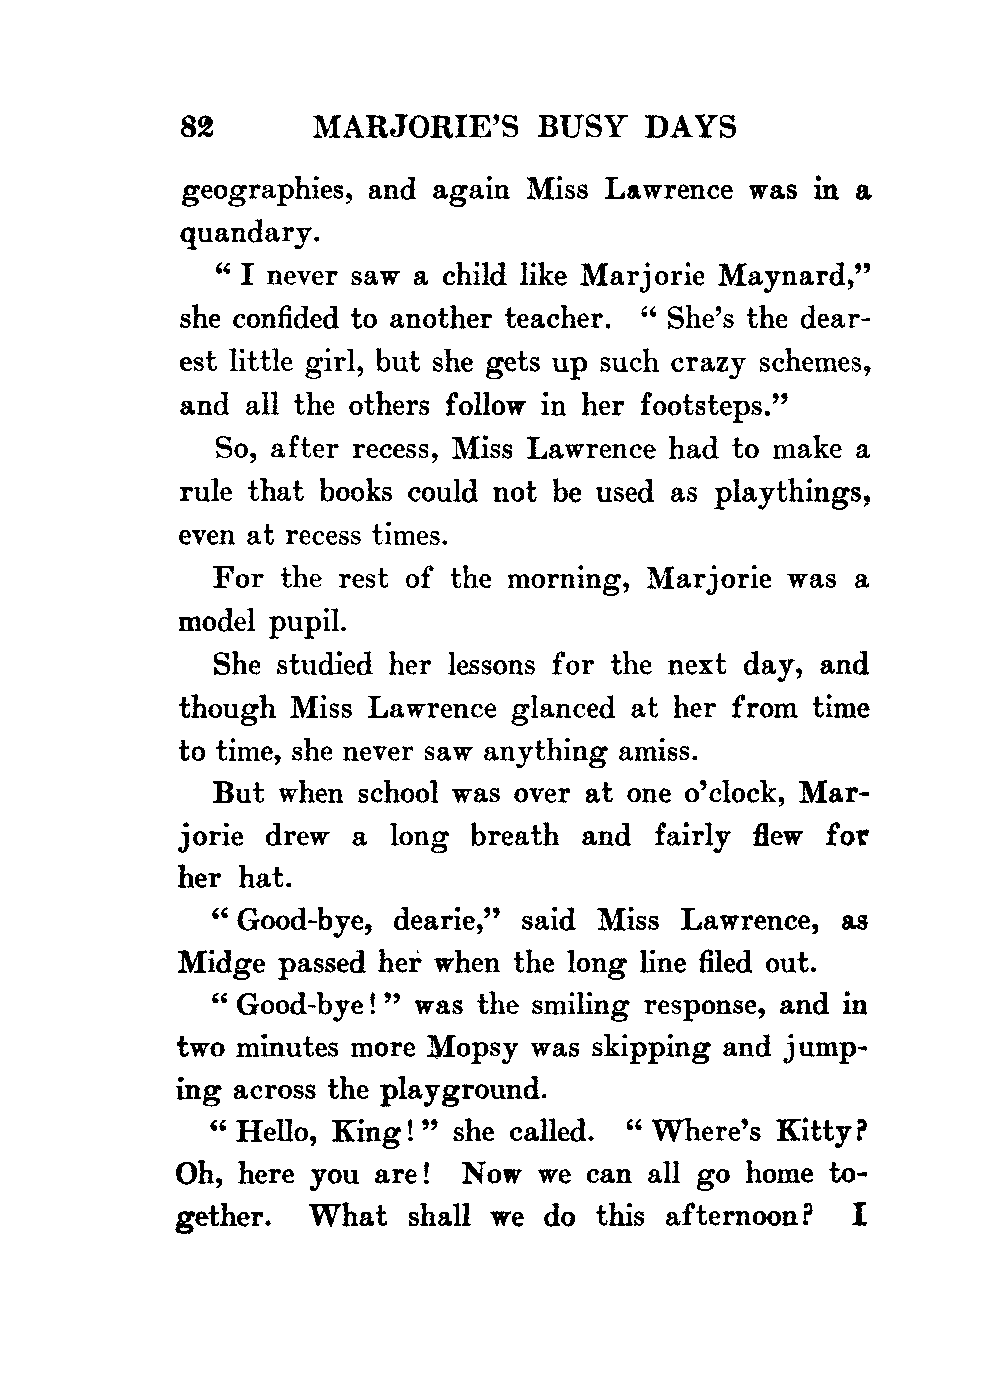 82 MARJORIE'S BUSY DAYS
geographies, and again Miss Lawrence was in a
quandary.
" I never saw a child like Marjorie Maynard,"
she confided to another teacher. " She's the dear-
est little girl, but she gets up such crazy schemes,
and all the others follow in her footsteps."
So, after recess, Miss Lawrence had to make a
rule that books could not be used as playthings,
even at recess times.
For the rest of the morning, Marjorie was a
model pupil.
She studied her lessons for the next day, and
though Miss Lawrence glanced at her from time
to time, she never saw anything amiss.
But when school was over at one o'clock, Mar-
jorie drew a long breath and fairly flew for
her hat.
" Good-bye, dearie," said Miss Lawrence, as
Midge passed her when the long line filed out.
" Good-bye! " was the smiling response, and in
two minutes more Mopsy was skipping and jump-
ing across the playground.
" Hello, King! " she called. " Where's Kitty?
Oh, here you are! Now we can all go home to-
gether. What shall we do this afternoon? I